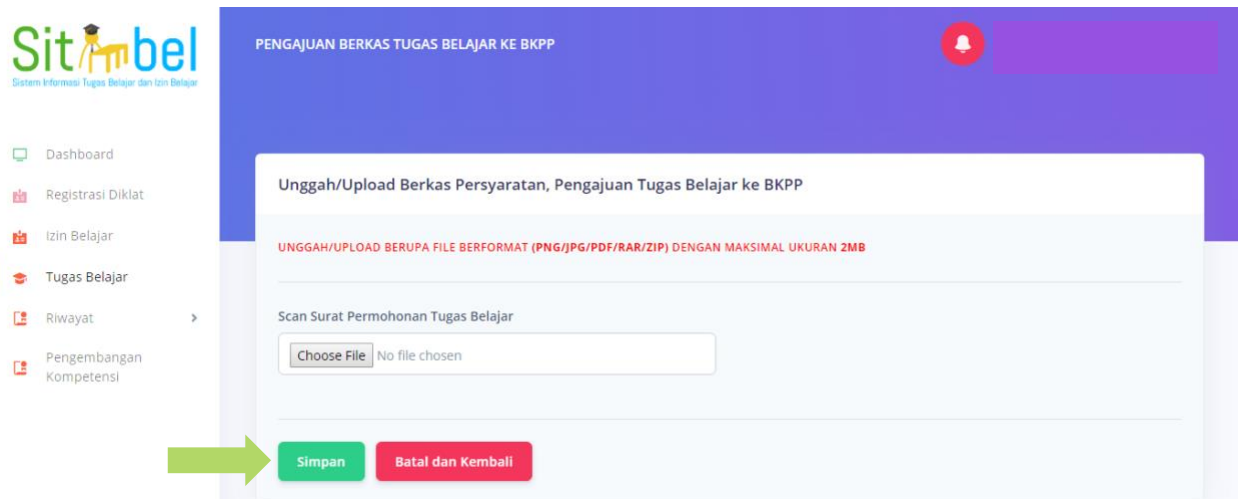 Sitimbel
Sistem Informasi Tugas Belajar dan Izin Belajar
PENGAJUAN BERKAS TUGAS BELAJAR KE BKPP
Dashboard
Registrasi Diklat
Izin Belajar
Tugas Belajar
Riwayat
Pengembangan
Kompetensi
Unggah/Upload Berkas Persyaratan, Pengajuan Tugas Belajar ke BKPP
UNGGAH/UPLOAD BERUPA FILE BERFORMAT (PNG/JPG/PDF/RAR/ZIP) DENGAN MAKSIMAL UKURAN 2MB
Scan Surat Permohonan Tugas Belajar
Choose File No file chosen
Simpan Batal dan Kembali